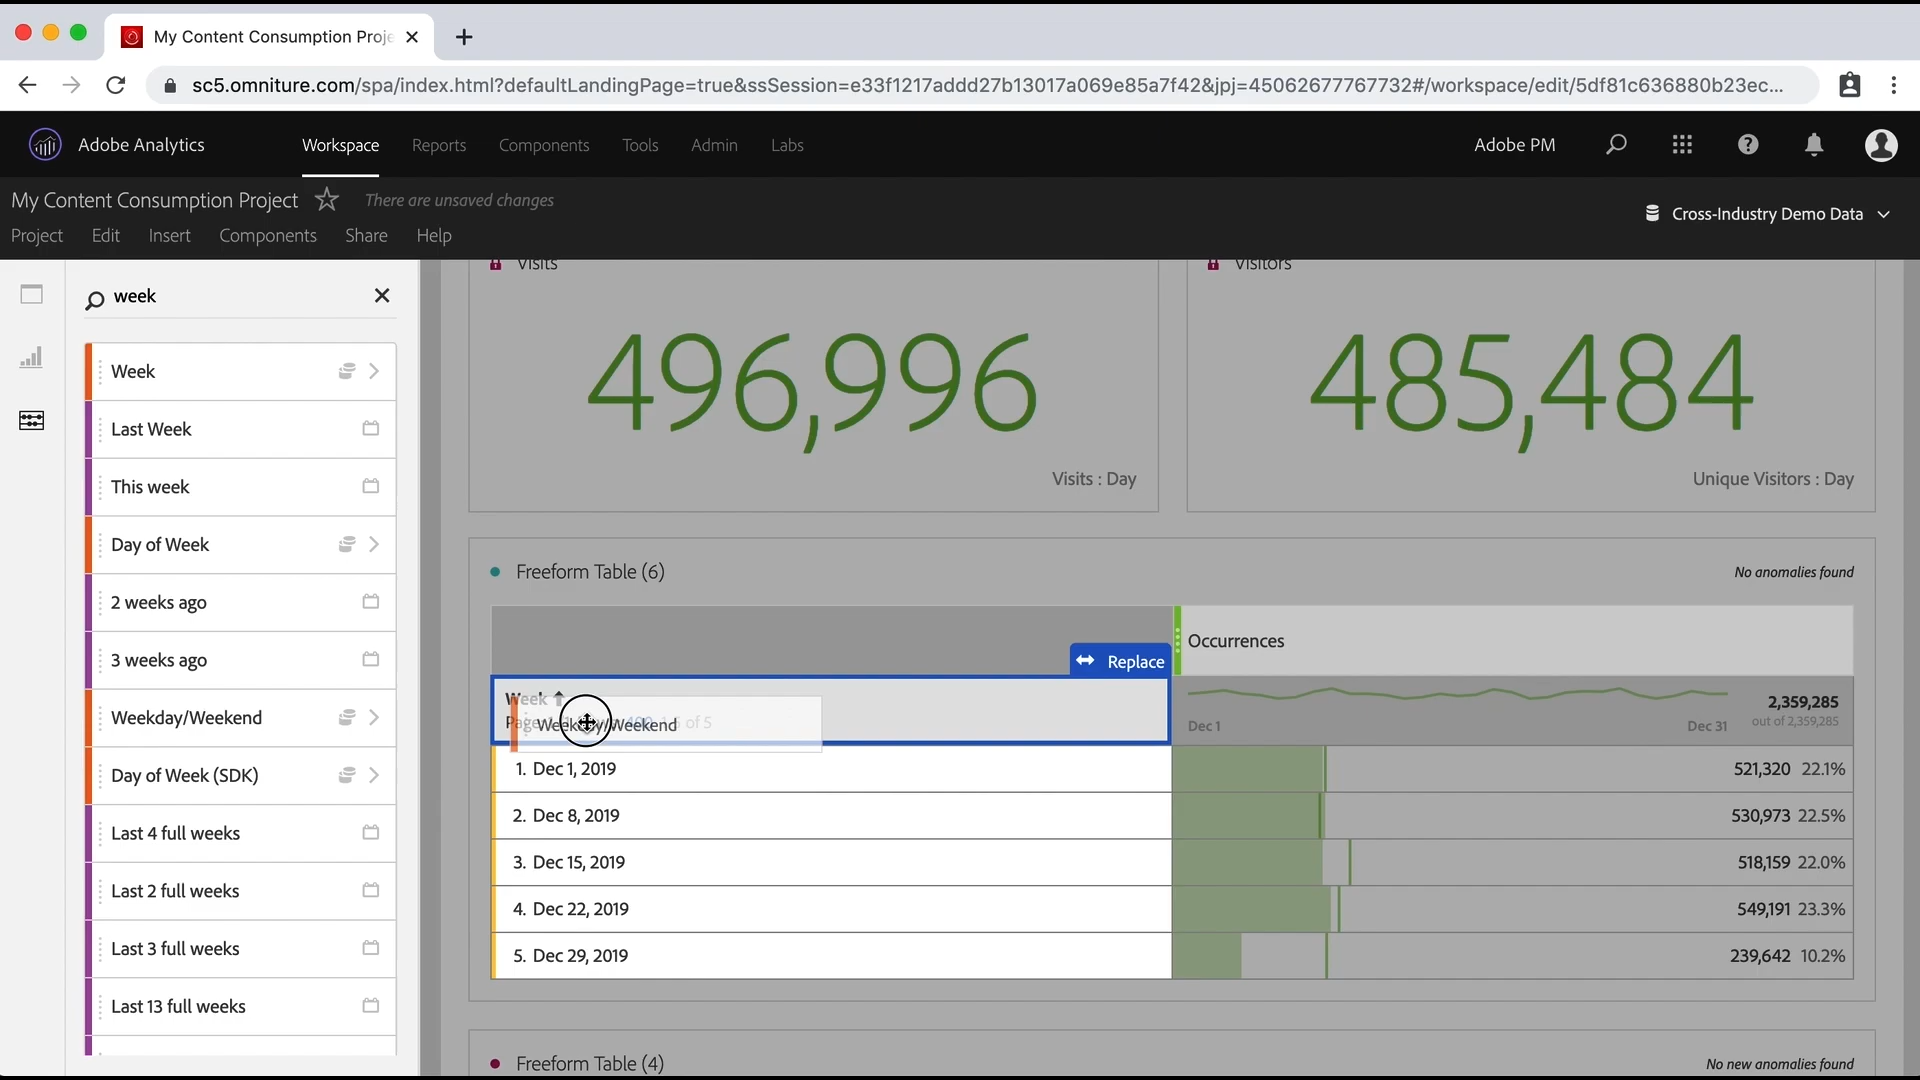 My Content Consumption Proje
sc5.omniture.com/spa/index.html?defaultLandingPage=true&ssSession=e33f1217addd27b13017a069e85a7f42&jpj=45062677767732#/workspace/edit/5df81c636880b23ec...
Adobe Analytics
Workspace
Reports
Components
Tools
Admin
Labs
Adobe PM
My Content Consumption Project
There are unsaved changes
Cross-Industry Demo Data
Project
Edit
Insert
Components
Share
Help
week
Week
Last Week
This week
Day of Week
2 weeks ago
3 weeks ago
Weekday/Weekend
Day of Week (SDK)
Last 4 full weeks
Last 2 full weeks
Last 3 full weeks
Last 13 full weeks
Visits
496,996
Visits : Day
Visitors
485,484
Unique Visitors : Day
Freeform Table (6)
No anomalies found
Replace
Occurrences
Week
Weekday/Weekend
of 5
Dec 1
Dec 31
2,359,285
out of 2,359,285
1. Dec 1, 2019 521,320 22.1%
2. Dec 8, 2019 530,973 22.5%
3. Dec 15, 2019 518,159 22.0%
4. Dec 22, 2019 549,191 23.3%
5. Dec 29, 2019 239,642 10.2%
Freeform Table (4)
No new anomalies found